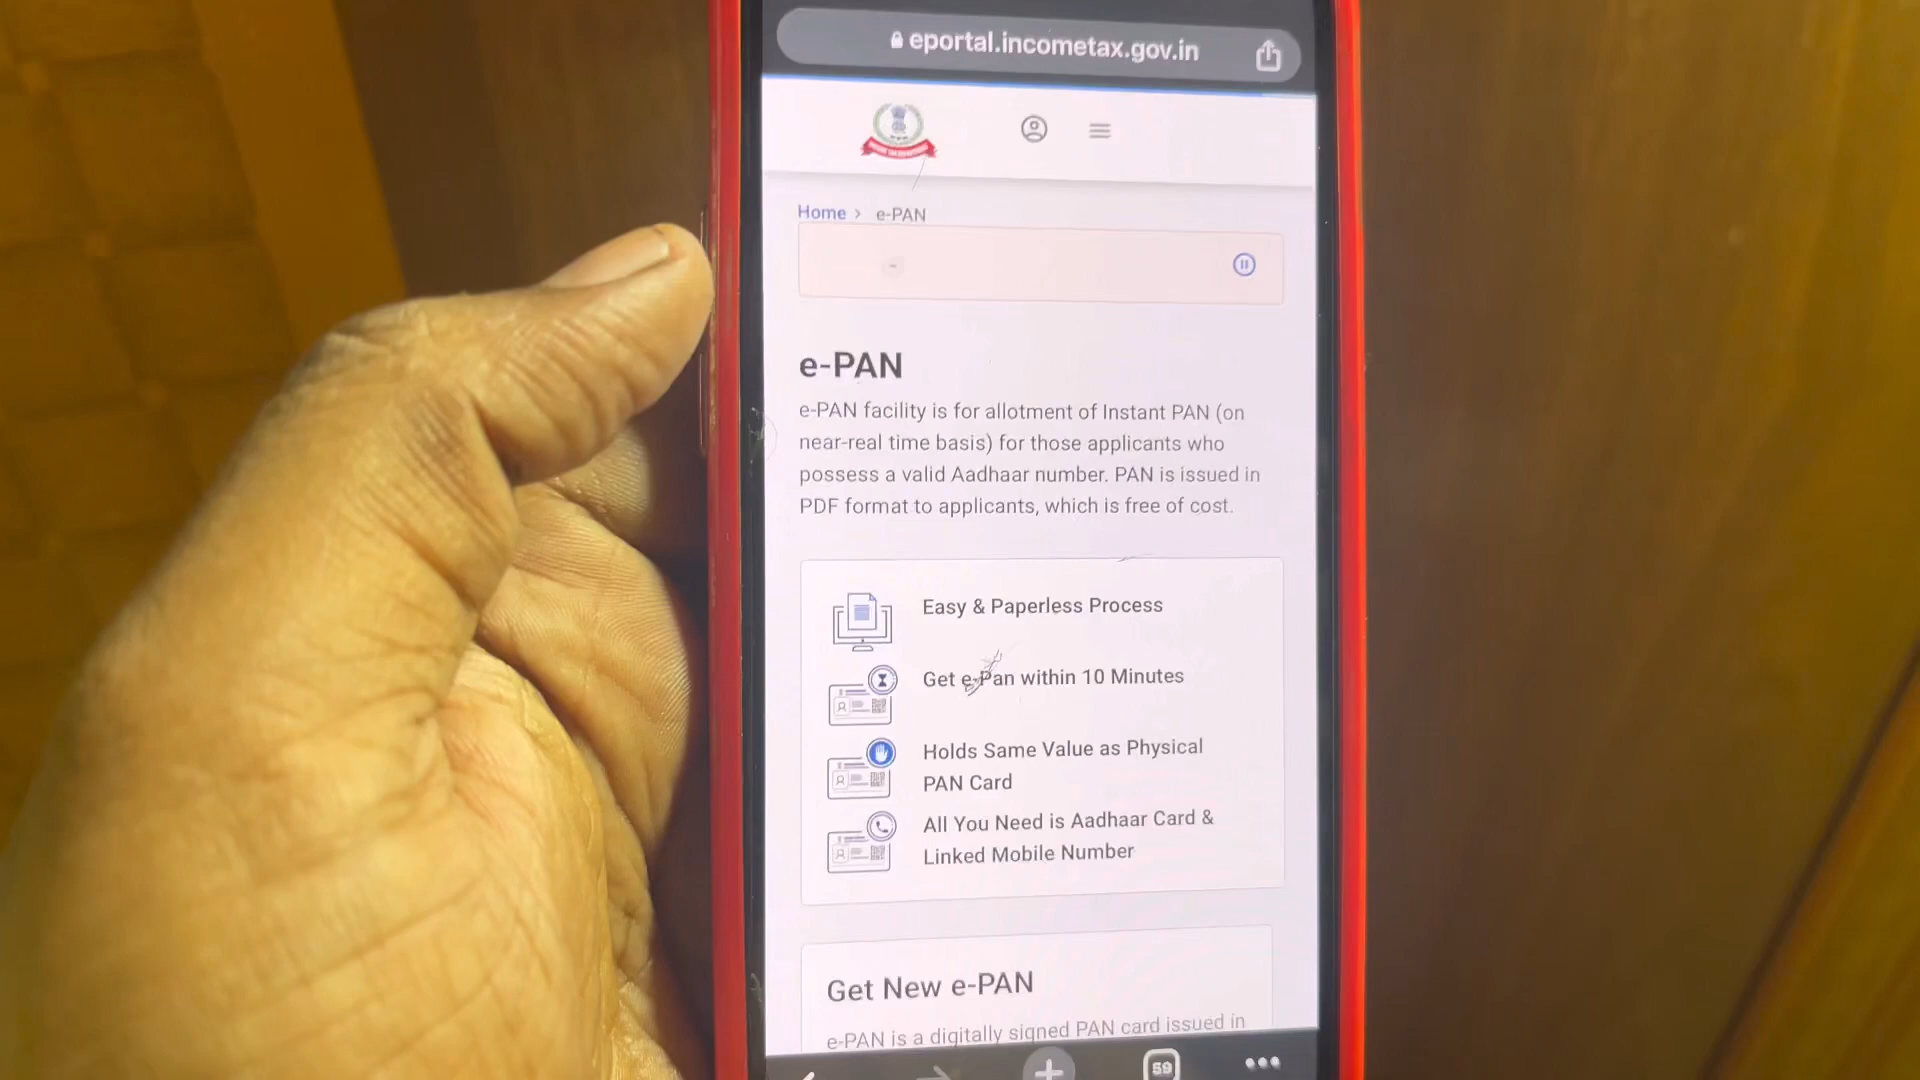 eportal.incometax.gov.in
Home > e-PAN
e-PAN
e-PAN facility is for allotment of Instant PAN (on
near-real time basis) for those applicants who
possess a valid Aadhaar number. PAN is issued in
PDF format to applicants, which is free of cost.
Easy & Paperless Process
Get e-Pan within 10 Minutes
Holds Same Value as Physical
PAN Card
All You Need is Aadhaar Card &
Linked Mobile Number
Get New e-PAN
e-PAN is a digitally signed PAN card issued in
59